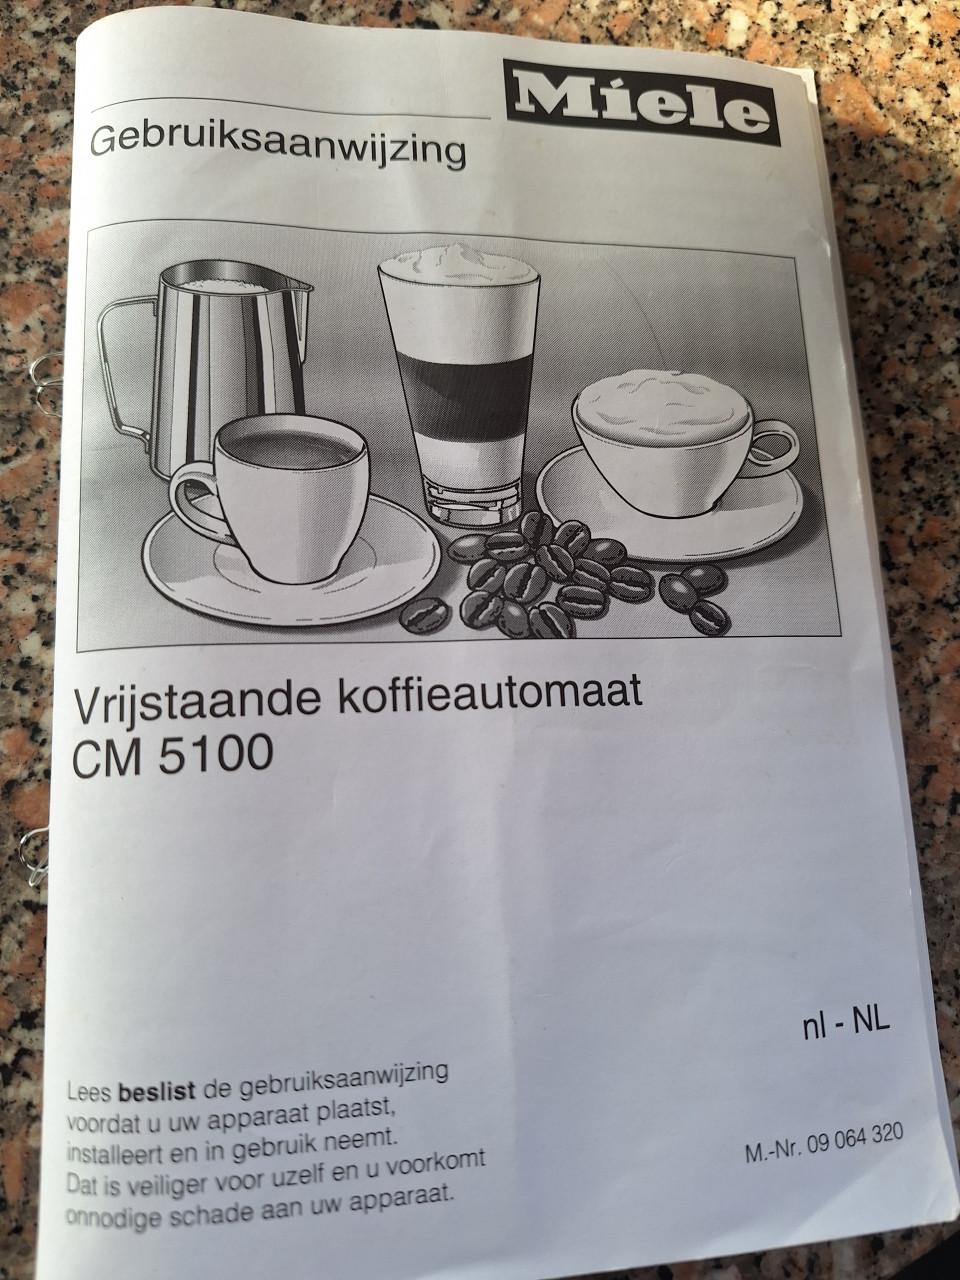 Miele
Gebruiksaanwijzing
Vrijstaande koffieautomaat
CM 5100
nl - NL
Lees beslist de gebruiksaanwijzing
voordat u uw apparaat plaatst,
installeert en in gebruik neemt.
Dat is veiliger voor uzelf en u voorkomt
onnodige schade aan uw apparaat.
M.-Nr. 09 064 320